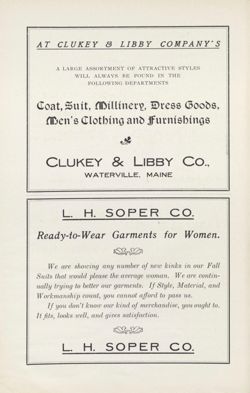 AT CLUKEY & LIBBY COMPANY'S
A LARGE ASSORTMENT OF ATTRACTIVE STYLES
WILL ALWAYS BE FOUND IN THE
FOLLOWING DEPARTMENTS
Coat, Suit, Millinery, Dress Goods,
Men's Clothing and Furnishings
CLUKEY & LIBBY CO.,
WATERVILLE, MAINE
L. H. SOPER CO.
Ready-to-Wear Garments for Women.
We are showing any number of new kinks in our Fall
Suits that would please the average woman. We are contin-
ually trying to better our garments. If Style, Material, and
Workmanship count, you cannot afford to pass us.
If you don't know our kind of merchandise, you ought to.
It fits, looks well, and gives satisfaction.
L. H. SOPER CO.